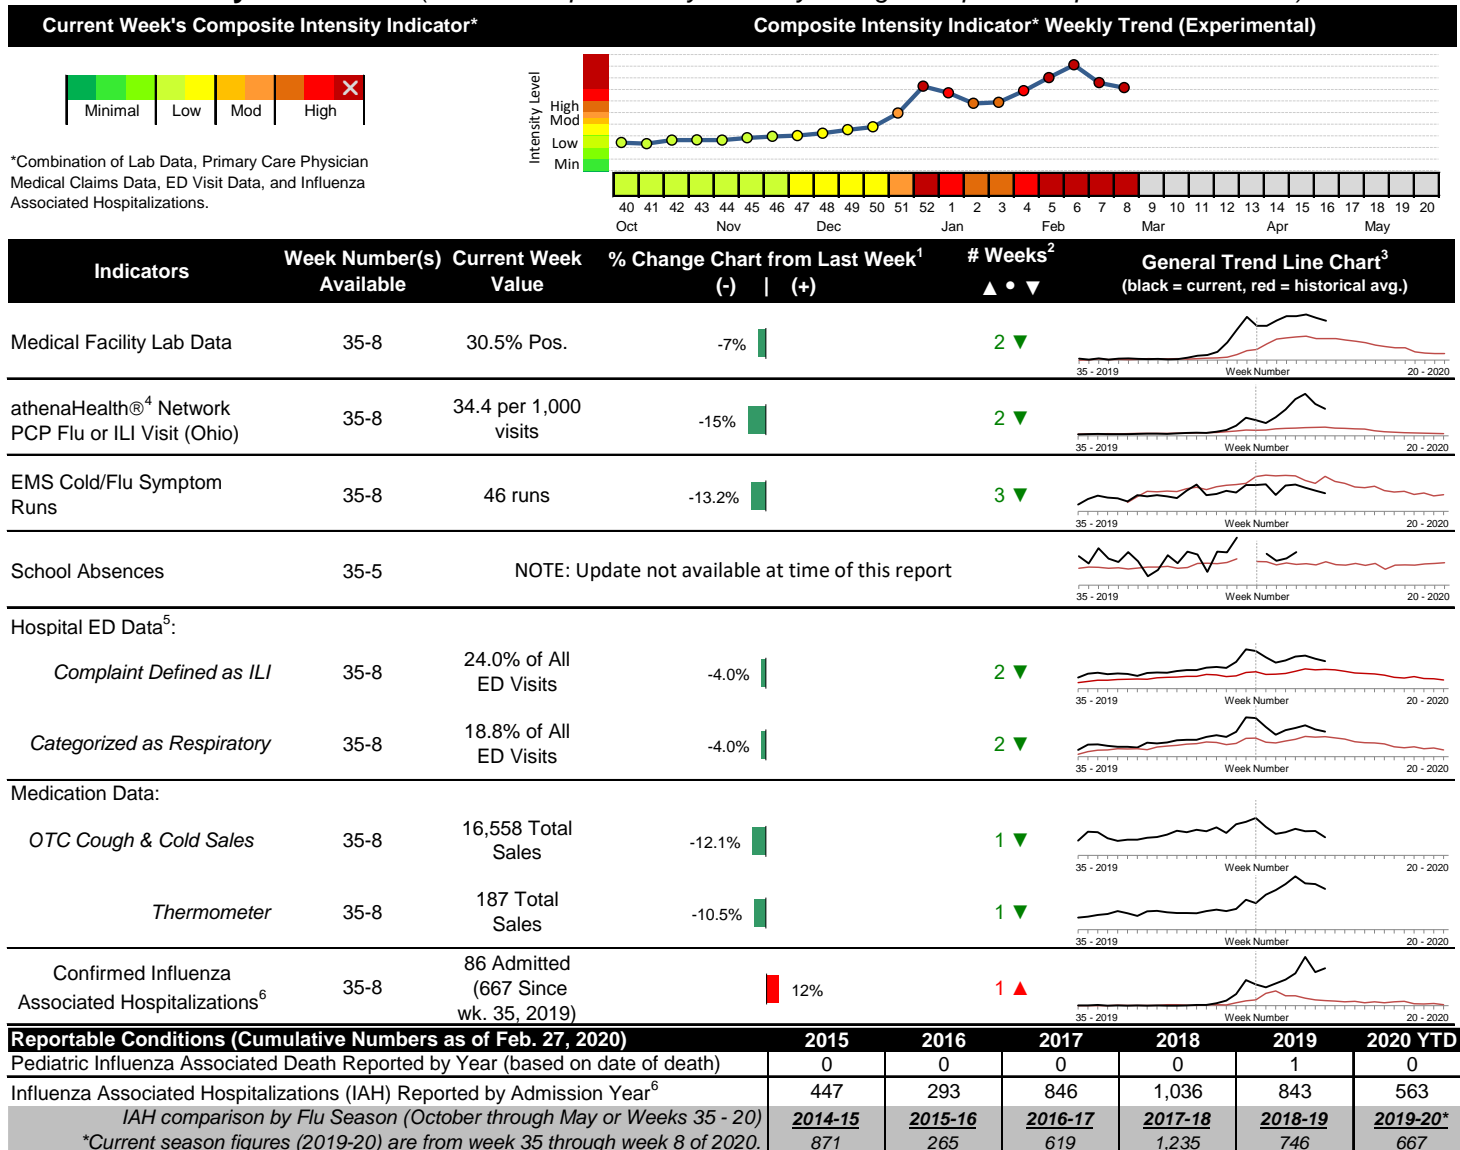 Current Week's Composite Intensity Indicator*
Composite Intensity Indicator* Weekly Trend (Experimental)
Minimal Low Mod High
*Combination of Lab Data, Primary Care Physician
Medical Claims Data, ED Visit Data, and Influenza
Associated Hospitalizations.
Intensity Level
High
Mod
Low
Min
40 41 42 43 44 45 46 47 48 49 50 51 52 1 2 3 4 5 6 7 8 9 10 11 12 13 14 15 16 17 18 19 20
Oct Nov Dec Jan Feb Mar Apr May
Indicators
Week Number(s)
Available
Current Week
Value
% Change Chart from Last Week1
(-) | (+)
# Weeks2
▲ • ▼
General Trend Line Chart3
(black = current, red = historical avg.)
Medical Facility Lab Data 35-8 30.5% Pos. -7% 2 ▼
35 - 2019 Week Number 20 - 2020
athenaHealth®4 Network
PCP Flu or ILI Visit (Ohio)
35-8
34.4 per 1,000
visits
-15% 2 ▼
35 - 2019 Week Number 20 - 2020
EMS Cold/Flu Symptom
Runs
35-8 46 runs -13.2% 3 ▼
35 - 2019 Week Number 20 - 2020
School Absences 35-5 NOTE: Update not available at time of this report
35 - 2019 Week Number 20 - 2020
Hospital ED Data5:
Complaint Defined as ILI 35-8
24.0% of All
ED Visits
-4.0% 2 ▼
35 - 2019 Week Number 20 - 2020
Categorized as Respiratory 35-8
18.8% of All
ED Visits
-4.0% 2 ▼
35 - 2019 Week Number 20 - 2020
Medication Data:
OTC Cough & Cold Sales 35-8
16,558 Total
Sales
-12.1% 1 ▼
35 - 2019 Week Number 20 - 2020
Thermometer 35-8
187 Total
Sales
-10.5% 1 ▼
35 - 2019 Week Number 20 - 2020
Confirmed Influenza
Associated Hospitalizations6
35-8
86 Admitted
(667 Since
wk. 35, 2019)
12% 1 ▲
35 - 2019 Week Number 20 - 2020
Reportable Conditions (Cumulative Numbers as of Feb. 27, 2020) 2015 2016 2017 2018 2019 2020 YTD
Pediatric Influenza Associated Death Reported by Year (based on date of death) 0 0 0 0 1 0
Influenza Associated Hospitalizations (IAH) Reported by Admission Year6 447 293 846 1,036 843 563
IAH comparison by Flu Season (October through May or Weeks 35 - 20) 2014-15 2015-16 2016-17 2017-18 2018-19 2019-20*
*Current season figures (2019-20) are from week 35 through week 8 of 2020. 871 265 619 1,235 746 667